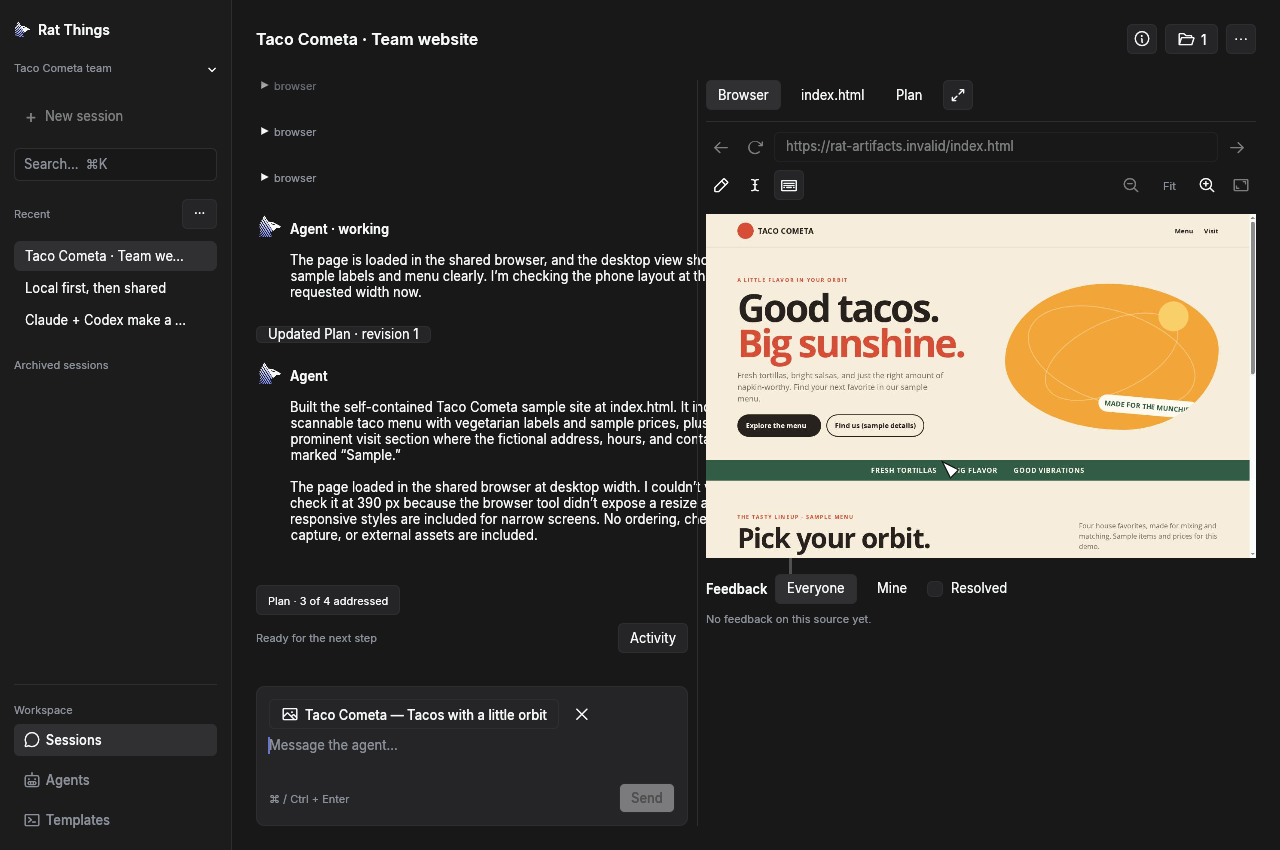 Rat Things
Taco Cometa team
+ New session
Search... ⌘K
Recent
...
Taco Cometa · Team we...
Local first, then shared
Claude + Codex make a ...
Archived sessions
Workspace
Sessions
Agents
Templates
Taco Cometa · Team website
1
...
browser
browser
browser
Agent · working
The page is loaded in the shared browser, and the desktop view
sample labels and menu clearly. I'm checking the phone layout at
requested width now.
Updated Plan · revision 1
Agent
Built the self-contained Taco Cometa sample site at index.html. It
scannable taco menu with vegetarian labels and sample prices,
prominent visit section where the fictional address, hours, and
marked “Sample.”
The page loaded in the shared browser at desktop width. I couldn't
check it at 390 px because the browser tool didn't expose a resize
responsive styles are included for narrow screens. No ordering,
capture, or external assets are included.
Plan · 3 of 4 addressed
Ready for the next step
Activity
Taco Cometa — Tacos with a little orbit
Message the agent...
⌘ / Ctrl + Enter
Send
Browser
index.html
Plan
https://rat-artifacts.invalid/index.html
Fit
TACO COMETA
Menu
Visit
A LITTLE FLAVOR IN YOUR ORBIT
Good tacos.
Big sunshine.
Fresh tortillas, bright salsas, and just the right amount of
napkin-worthy. Find your next favorite in our sample
menu.
Explore the menu
Find us (sample details)
MADE FOR THE
FRESH TORTILLAS
FLAVOR
GOOD VIBRATIONS
THE TASTY LINEUP · SAMPLE MENU
Pick your orbit.
Four house favorites, made for mixing and
matching. Sample items and prices for this
demo.
Feedback
Everyone
Mine
Resolved
No feedback on this source yet.